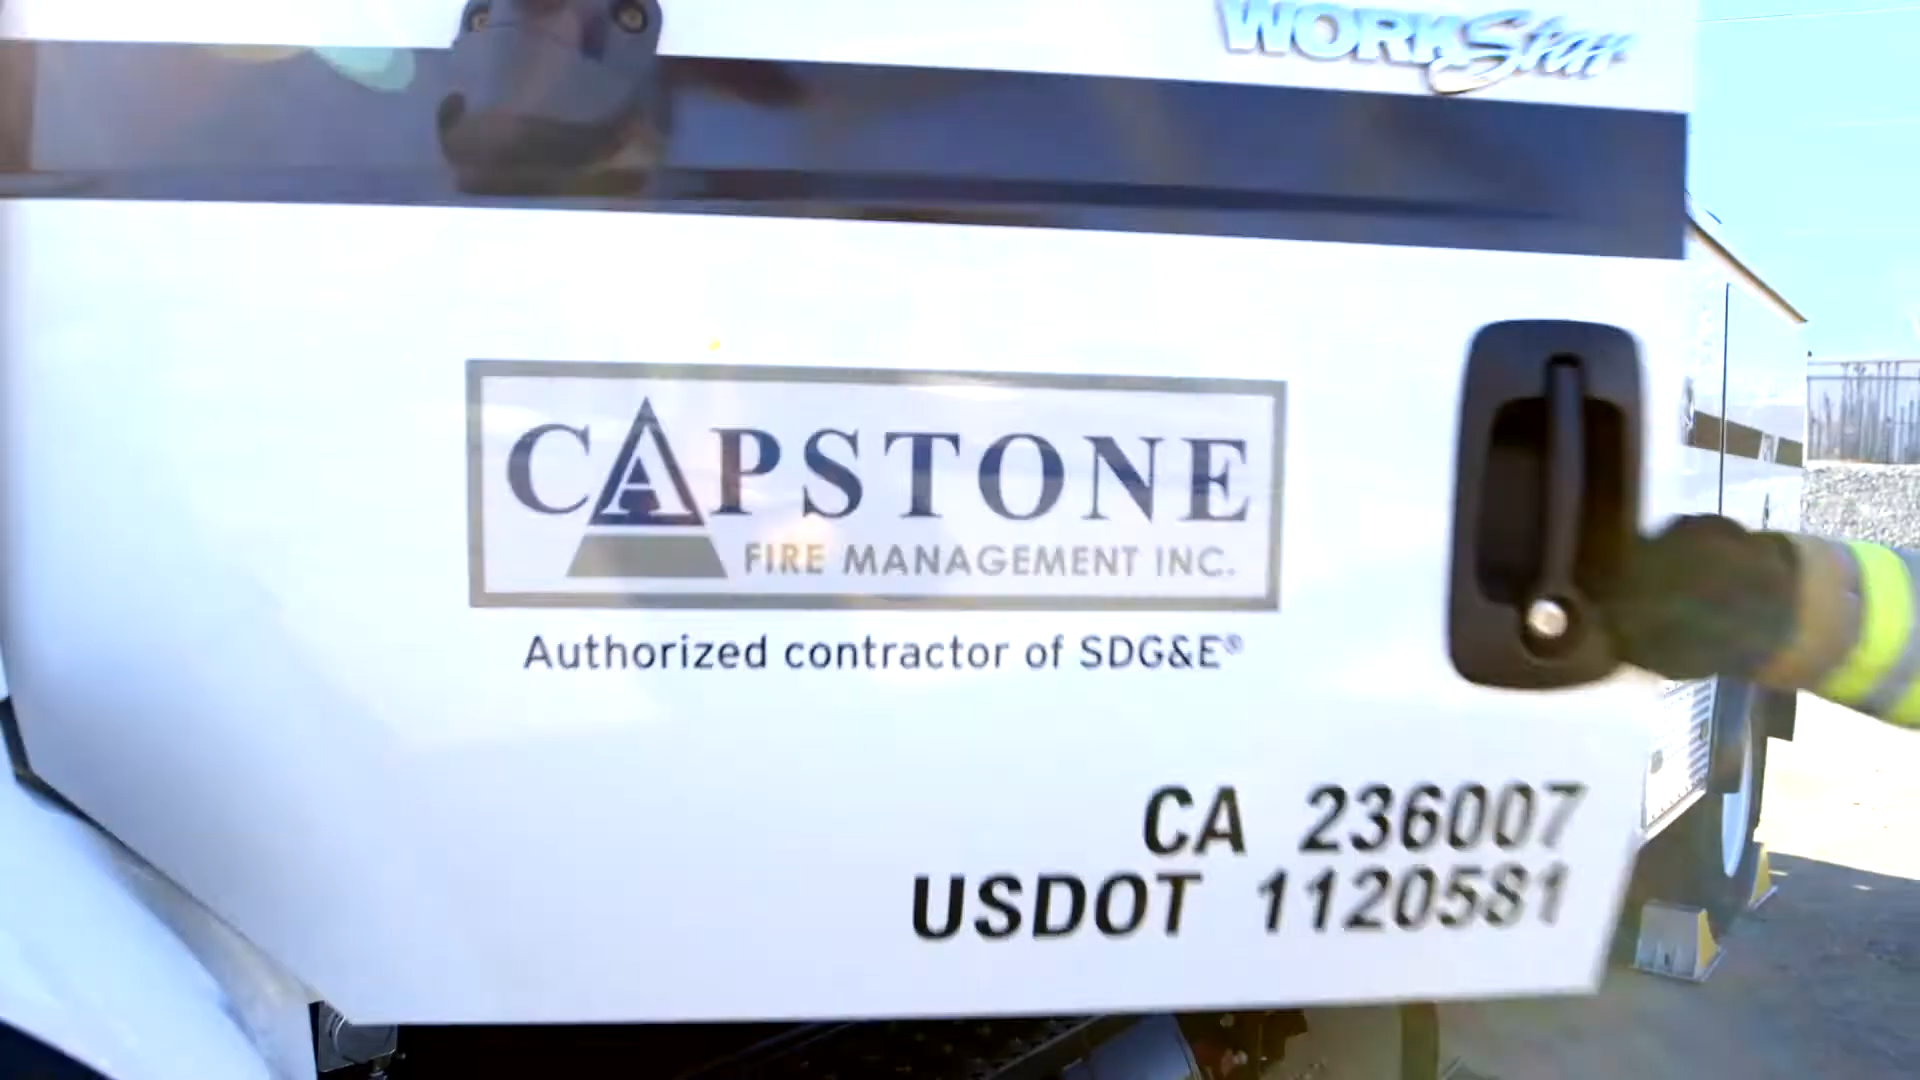 WORKStar
CAPSTONE
FIRE MANAGEMENT INC.
Authorized contractor of SDG&E®
CA 236007
USDOT 1120581